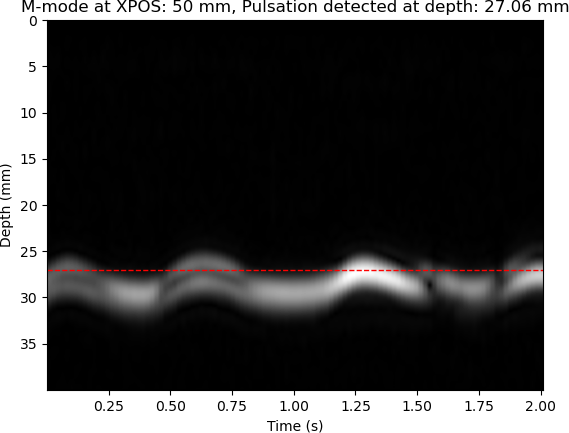 M-mode at XPOS: 50 mm, Pulsation detected at depth: 27.06 mm
0
5
10
15
20
25
30
35
Depth (mm)
0.25 0.50 0.75 1.00 1.25 1.50 1.75 2.00
Time (s)